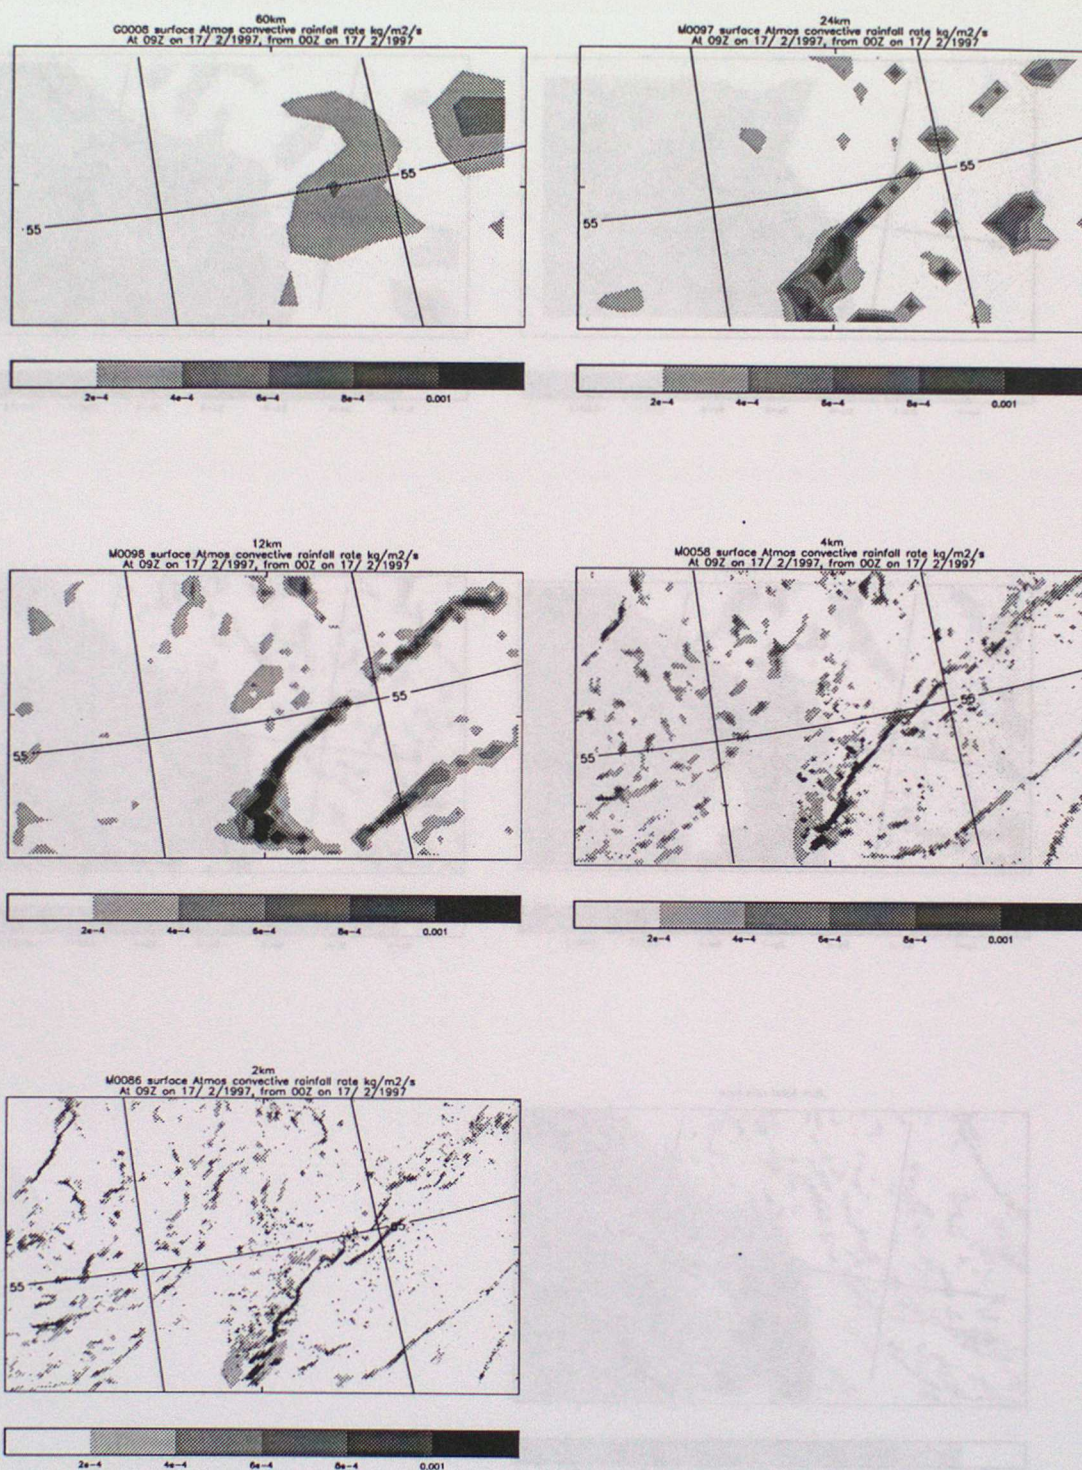 60km
G0008 surface Atmos convective rainfall rate kg/m2/s
At 09Z on 17/ 2/1997, from 00Z on 17/ 2/1997
55
55
2e-4 4e-4 6e-4 8e-4 0.001
24km
M0097 surface Atmos convective rainfall rate kg/m2/s
At 09Z on 17/ 2/1997, from 00Z on 17/ 2/1997
55
55
2e-4 4e-4 6e-4 8e-4 0.001
12km
M0098 surface Atmos convective rainfall rate kg/m2/s
At 09Z on 17/ 2/1997, from 00Z on 17/ 2/1997
55
55
2e-4 4e-4 6e-4 8e-4 0.001
4km
M0058 surface Atmos convective rainfall rate kg/m2/s
At 09Z on 17/ 2/1997, from 00Z on 17/ 2/1997
55
55
2e-4 4e-4 6e-4 8e-4 0.001
2km
M0086 surface Atmos convective rainfall rate kg/m2/s
At 09Z on 17/ 2/1997, from 00Z on 17/ 2/1997
55
55
2e-4 4e-4 6e-4 8e-4 0.001